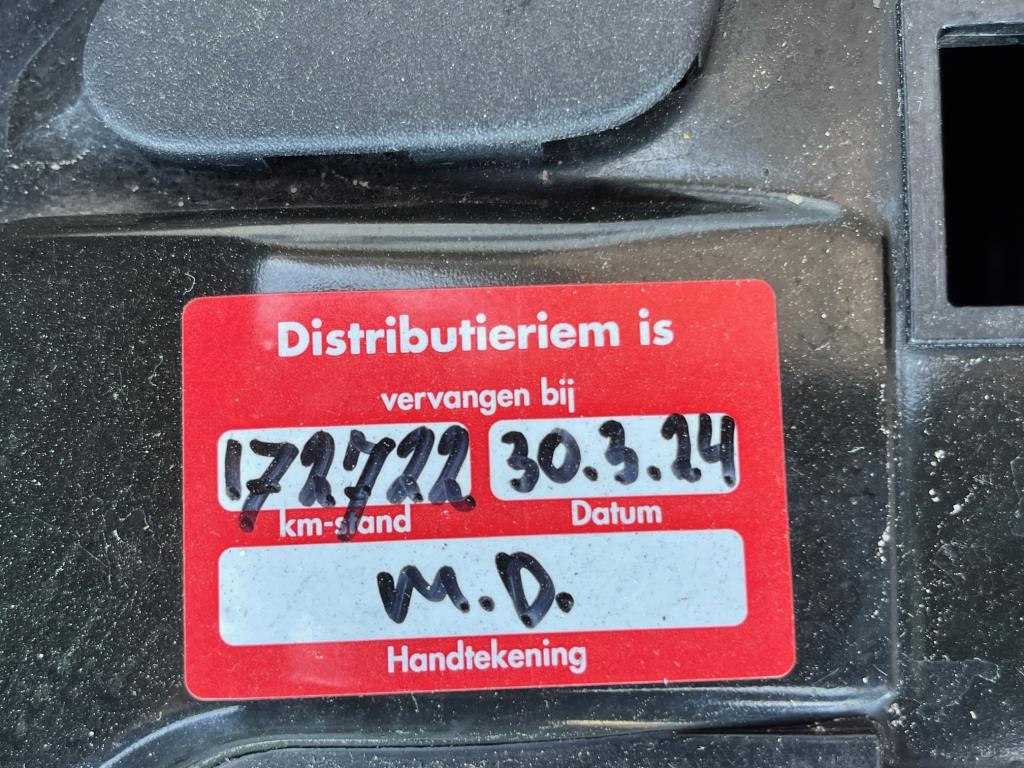 Distributieriem is
vervangen bij
172722 30.3.24
km-stand Datum
M.D.
Handtekening